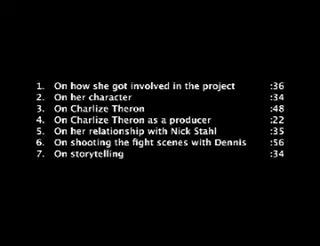 1. On how she got involved in the project :36
2. On her character :34
3. On Charlize Theron :48
4. On Charlize Theron as a producer :22
5. On her relationship with Nick Stahl :35
6. On shooting the fight scenes with Dennis :56
7. On storytelling :34